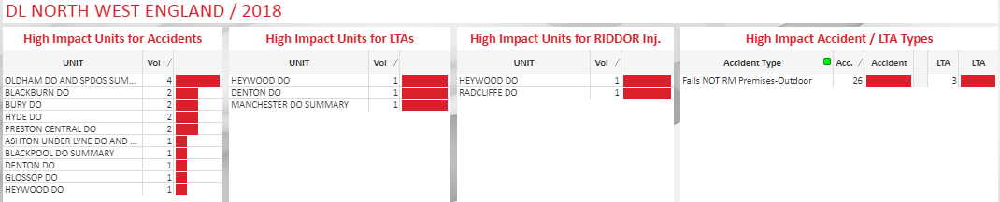 DL NORTH WEST ENGLAND / 2018
High Impact Units for Accidents
UNIT Vol /
OLDHAM DO AND SPDOS SUM... 4
BLACKBURN DO 2
BURY DO 2
HYDE DO 2
PRESTON CENTRAL DO 2
ASHTON UNDER LYNE DO AND ... 1
BLACKPOOL DO SUMMARY 1
DENTON DO 1
GLOSSOP DO 1
HEYWOOD DO 1
High Impact Units for LTAs
UNIT Vol /
HEYWOOD DO 1
DENTON DO 1
MANCHESTER DO SUMMARY 1
High Impact Units for RIDDOR Inj.
UNIT Vol /
HEYWOOD DO 1
RADCLIFFE DO 1
High Impact Accident / LTA Types
Accident Type Acc. / Accident LTA LTA
Falls NOT RM Premises-Outdoor 26 3